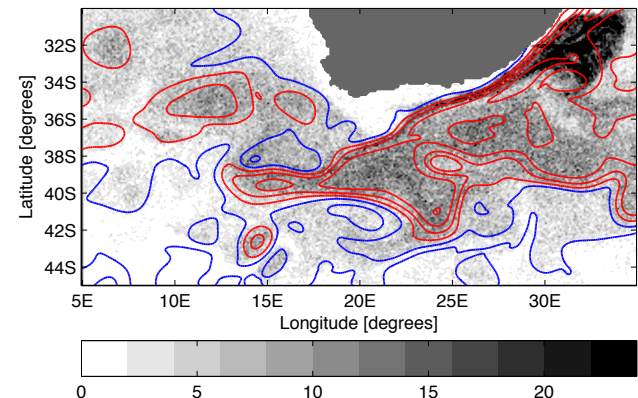 32S
34S
36S
38S
40S
42S
44S
Latitude [degrees]
5E 10E 15E 20E 25E 30E
Longitude [degrees]
0 5 10 15 20